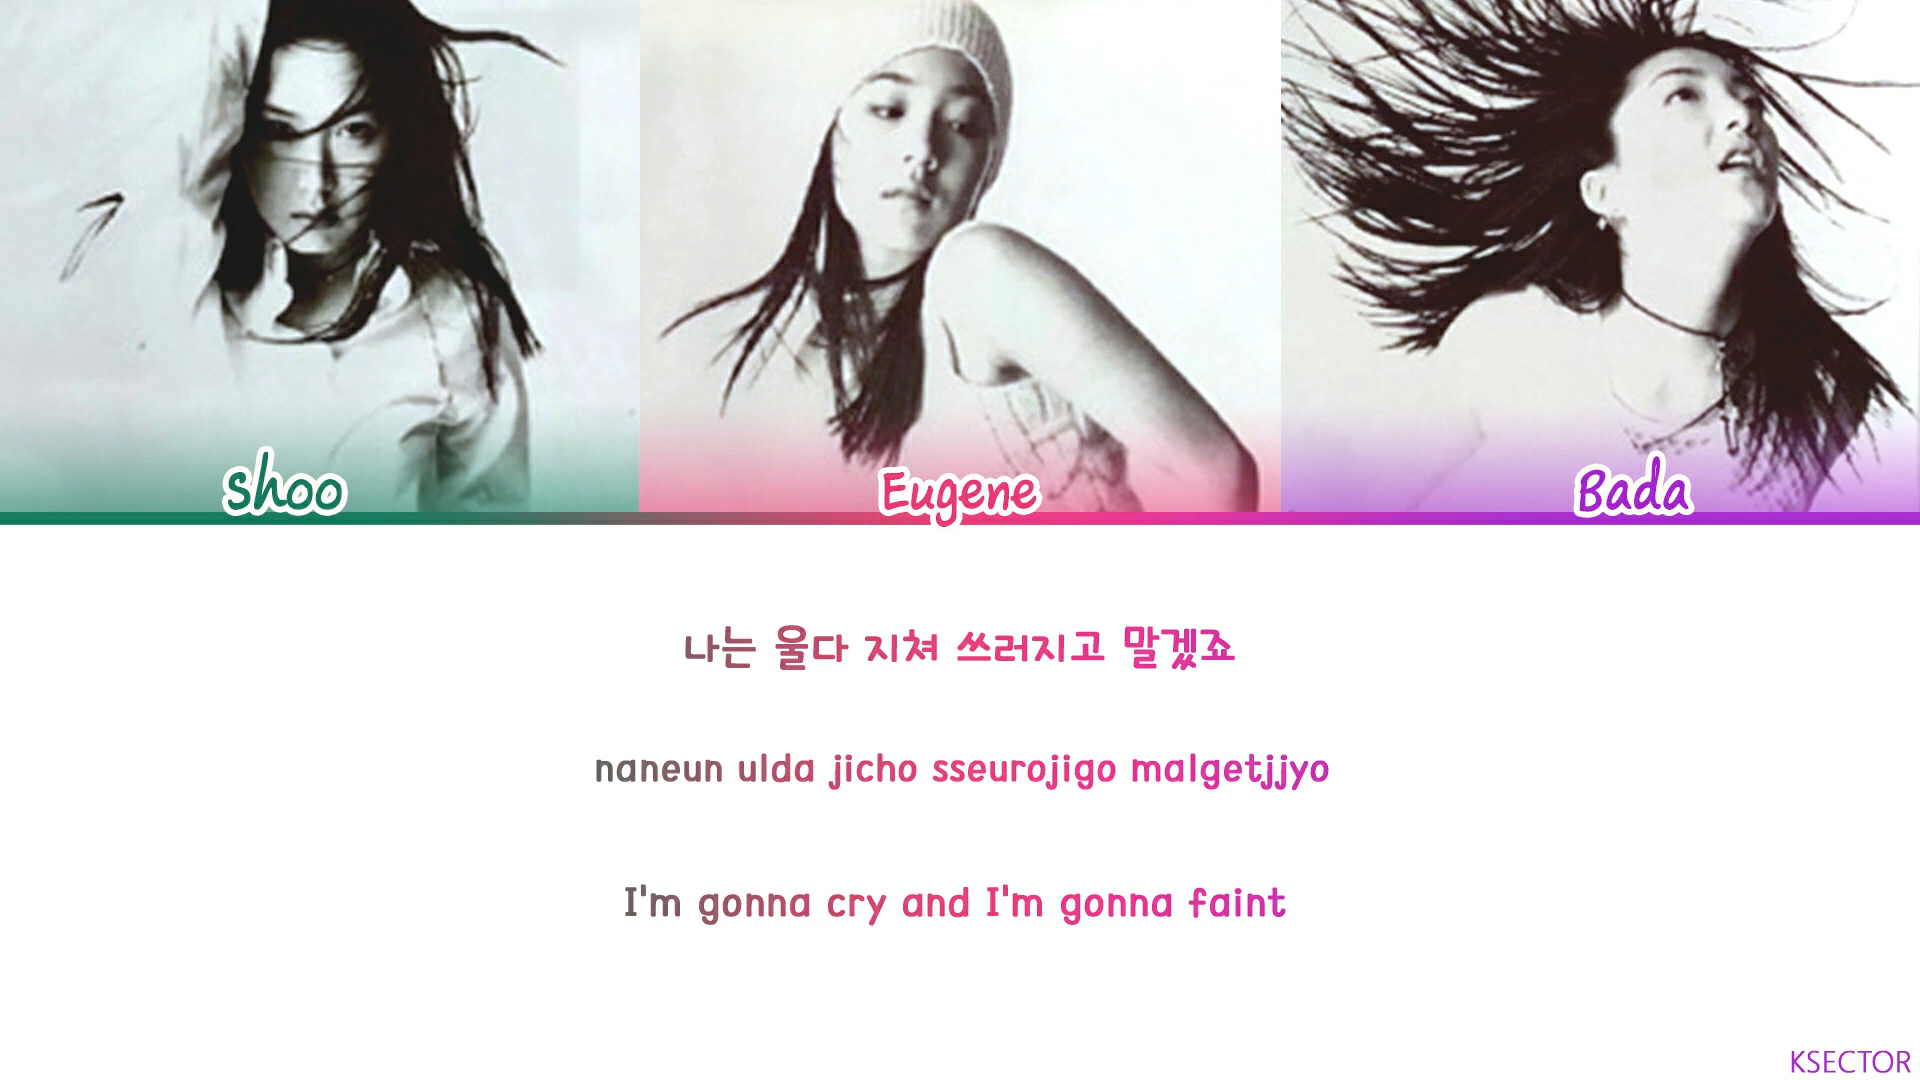 shoo
Eugene
Bada
나는 울다 지쳐 쓰러지고 말겠죠
naneun ulda jicho sseurojigo malgetjjyo
I'm gonna cry and I'm gonna faint
KSECTOR